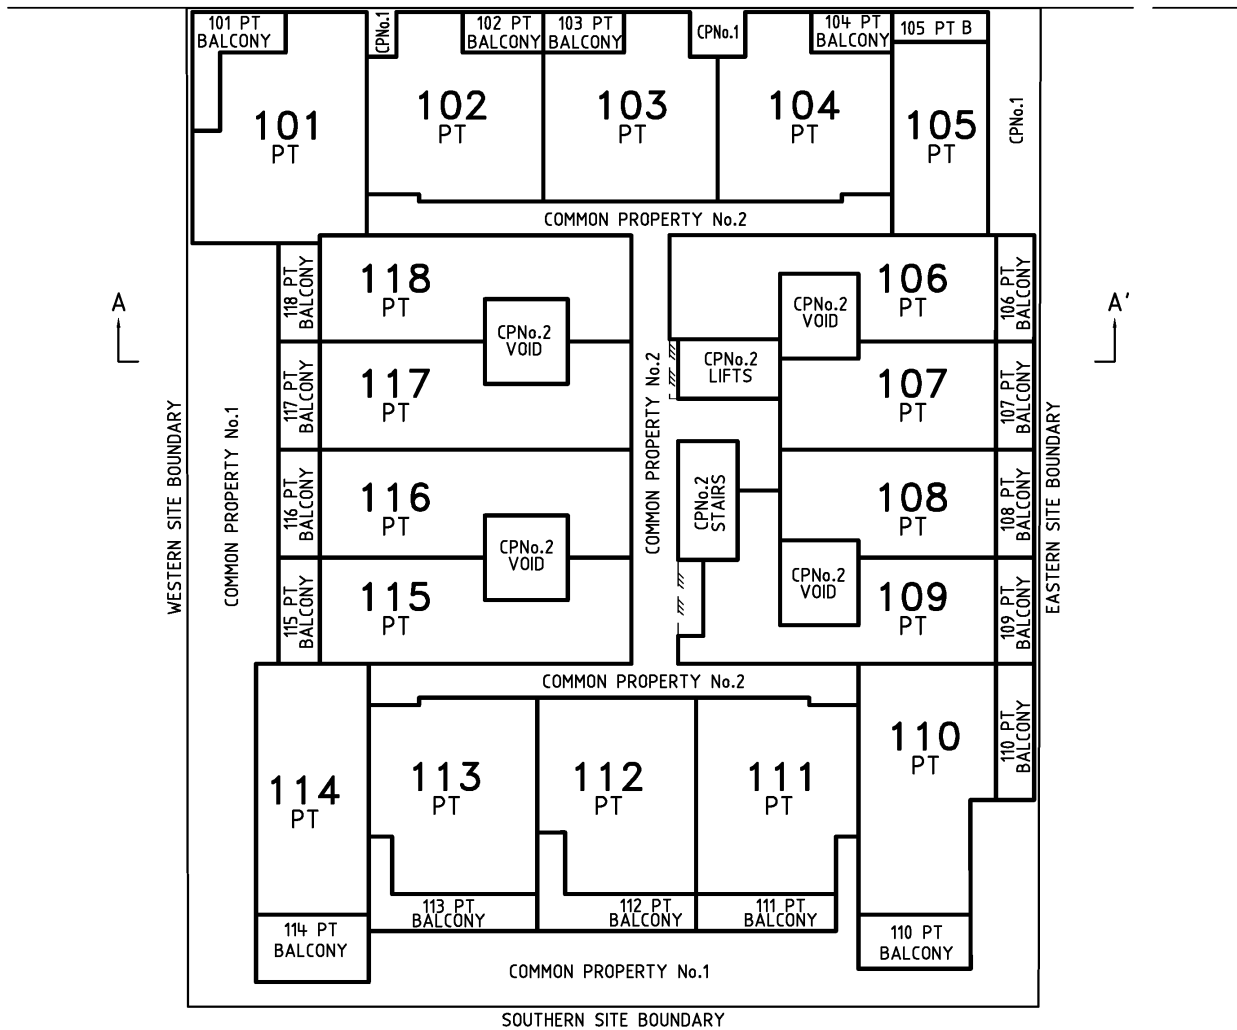 101 PT
BALCONY
CPNo.1
102 PT
BALCONY
103 PT
BALCONY
CPNo.1
104 PT
BALCONY
105 PT B
101
PT
102
PT
103
PT
104
PT
105
PT
CPNo.1
COMMON PROPERTY No.2
118 PT
BALCONY
118
PT
CPNo.2
VOID
106
PT
CPNo.2
VOID
106 PT
BALCONY
A
A'
117 PT
BALCONY
117
PT
COMMON PROPERTY No.2
CPNo.2
LIFTS
107
PT
107 PT
BALCONY
WESTERN SITE BOUNDARY
COMMON PROPERTY No.1
116 PT
BALCONY
116
PT
CPNo.2
VOID
CPNo.2
STAIRS
108
PT
108 PT
BALCONY
EASTERN SITE BOUNDARY
115 PT
BALCONY
115
PT
CPNo.2
VOID
109
PT
109 PT
BALCONY
COMMON PROPERTY No.2
114
PT
113
PT
112
PT
111
PT
110
PT
110 PT
BALCONY
113 PT
BALCONY
112 PT
BALCONY
111 PT
BALCONY
114 PT
BALCONY
110 PT
BALCONY
COMMON PROPERTY No.1
SOUTHERN SITE BOUNDARY